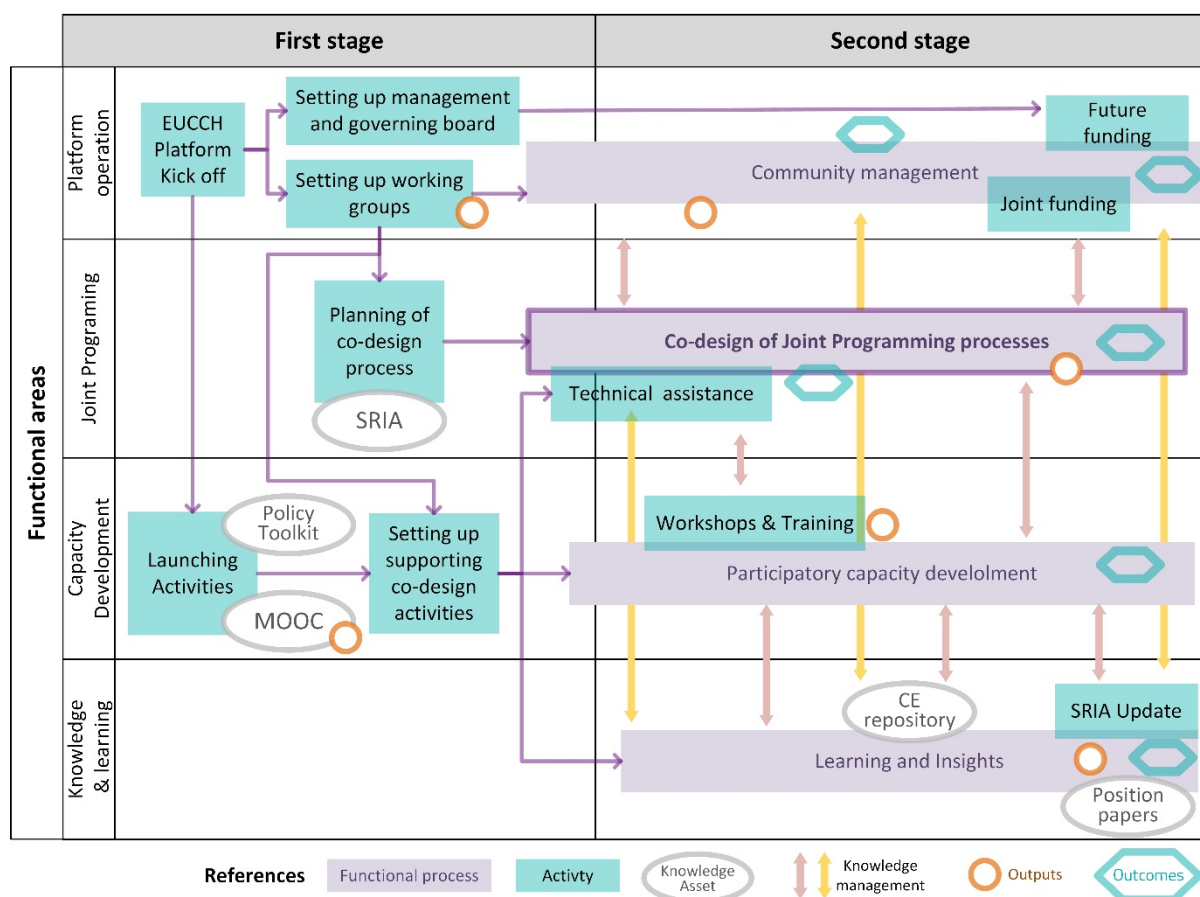 First stage
Second stage
Functional areas
Platform
operation
EUCCH
Platform
Kick off
Setting up management
and governing board
Setting up working
groups
Future
funding
Community management
Joint funding
Joint Programing
Planning of
co-design
process
SRIA
Co-design of Joint Programming processes
Technical assistance
Capacity
Development
Policy
Toolkit
Launching
Activities
MOOC
Setting up
supporting
co-design
activities
Workshops & Training
Participatory capacity develolment
Knowledge
& learning
CE
repository
SRIA Update
Learning and Insights
Position
papers
References
Functional process
Activty
Knowledge
Asset
Knowledge
management
Outputs
Outcomes